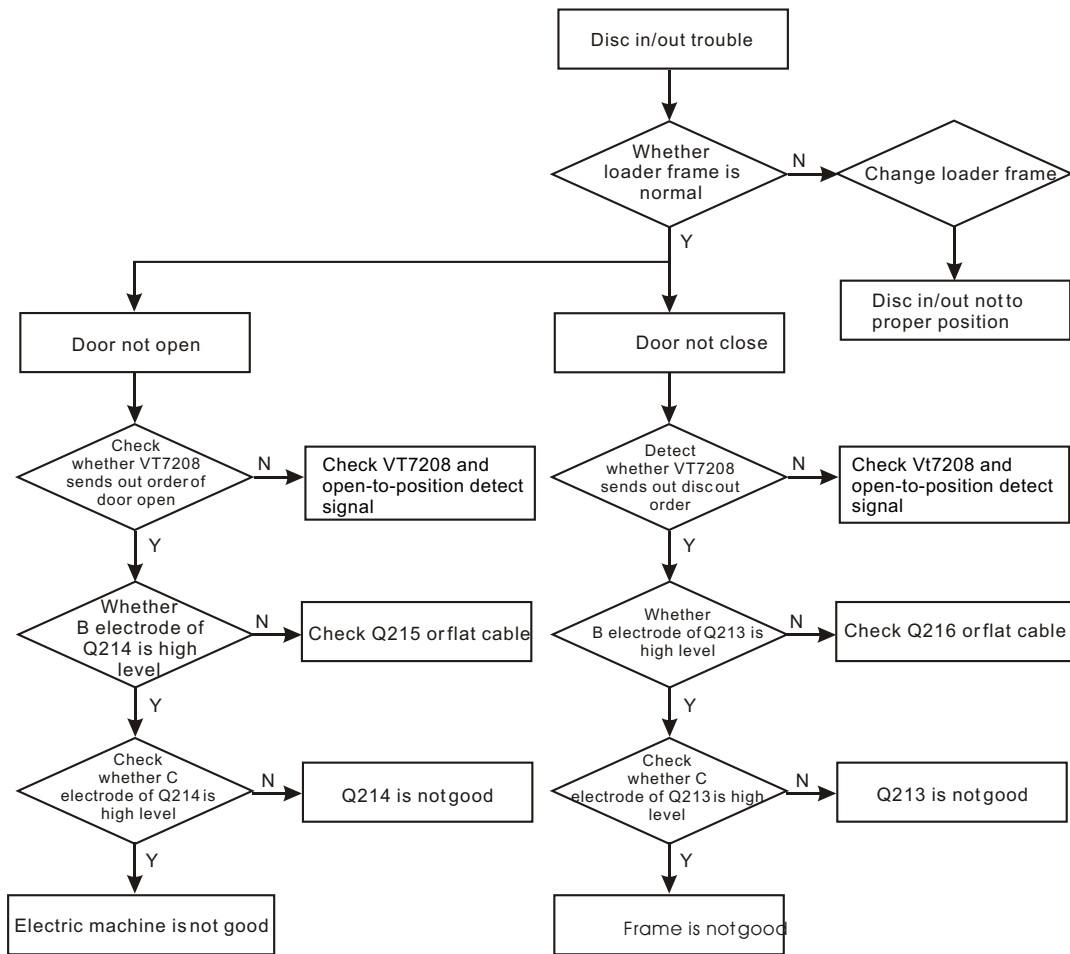 Disc in/out trouble
Whether
loader frame is
normal
N
Change loader frame
Y
Disc in/out not to
proper position
Door not open
Door not close
Check
whether VT7208
sends out order of
door open
N
Check VT7208 and
open-to-position detect
signal
Detect
whether VT7208
sends out disc out
order
N
Check Vt7208 and
open-to-position detect
signal
Y
Y
Whether
B electrode of
Q214 is high
level
N
Check Q215 or flat cable
Whether
B electrode of Q213 is
high level
N
Check Q216 or flat cable
Y
Y
Check
whether C
electrode of Q214 is
high level
N
Q214 is not good
Check
whether C
electrode of Q213 is high
level
N
Q213 is not good
Y
Y
Electric machine is not good
Frame is not good